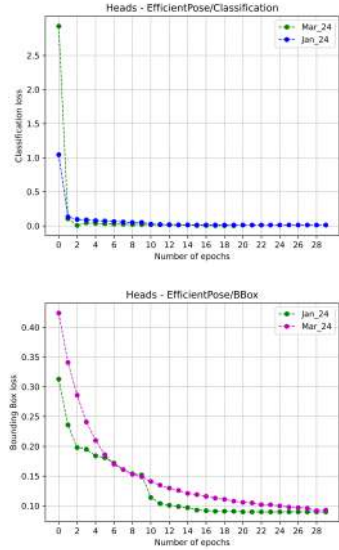 Heads - EfficientPose/Classification
Mar_24
Jan_24
Classification loss
2.5
2.0
1.5
1.0
0.5
0.0
0 2 4 6 8 10 12 14 16 18 20 22 24 26 28
Number of epochs
Heads - EfficientPose/BBox
Jan_24
Mar_24
Bounding Box loss
0.40
0.35
0.30
0.25
0.20
0.15
0.10
0 2 4 6 8 10 12 14 16 18 20 22 24 26 28
Number of epochs